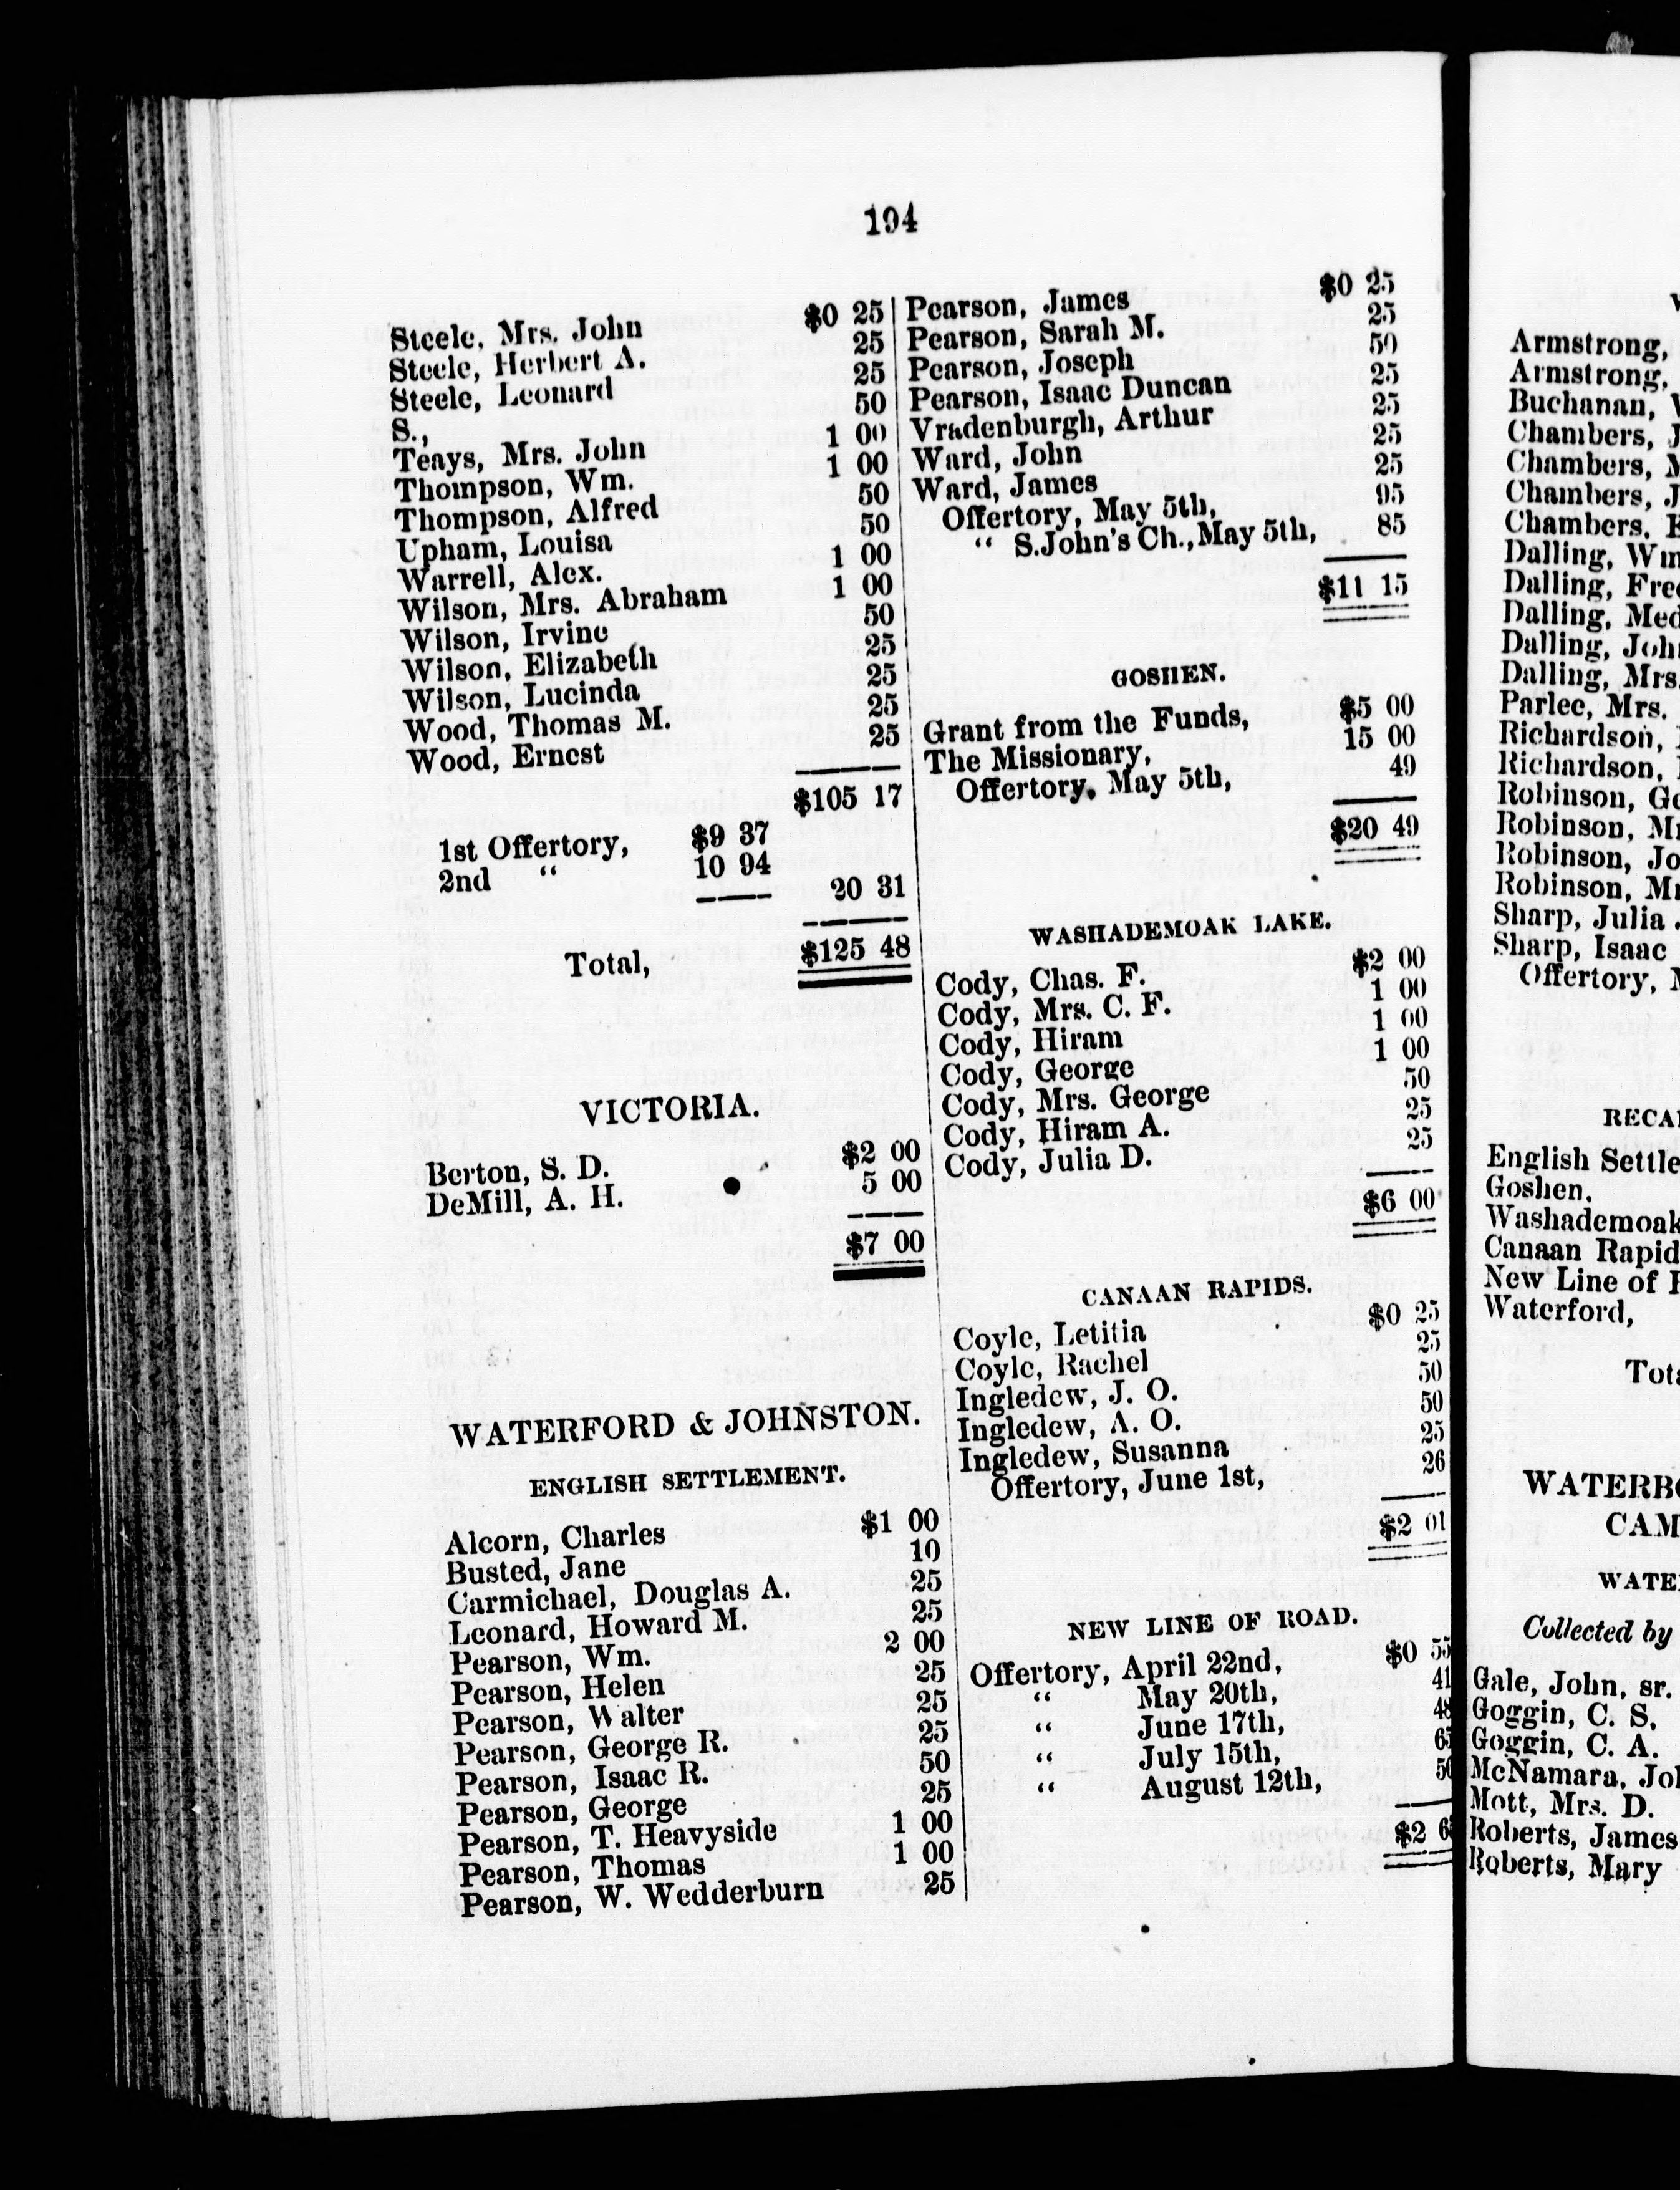 194
Steele, Mrs. John $0 25
Steele, Herbert A. 25
Steele, Leonard 25
S., 50
Teays, Mrs. John 1 00
Thompson, Wm. 1 00
Thompson, Alfred 50
Upham, Louisa 50
Warrell, Alex. 1 00
Wilson, Mrs. Abraham 1 00
Wilson, Irvine 50
Wilson, Elizabeth 25
Wilson, Lucinda 25
Wood, Thomas M. 25
Wood, Ernest 25
$105 17
1st Offertory, $9 37
2nd “ 10 94
20 31
Total, $125 48
VICTORIA.
Berton, S. D. $2 00
DeMill, A. H. 5 00
$7 00
WATERFORD & JOHNSTON.
ENGLISH SETTLEMENT.
Alcorn, Charles $1 00
Busted, Jane 10
Carmichael, Douglas A. 25
Leonard, Howard M. 25
Pearson, Wm. 2 00
Pearson, Helen 25
Pearson, Walter 25
Pearson, George R. 25
Pearson, Isaac R. 50
Pearson, George 25
Pearson, T. Heavyside 1 00
Pearson, Thomas 1 00
Pearson, W. Wedderburn 25
Pearson, James $0 25
Pearson, Sarah M. 25
Pearson, Joseph 50
Pearson, Isaac Duncan 25
Vradenburgh, Arthur 25
Ward, John 25
Ward, James 25
Offertory, May 5th, 95
“ S.John's Ch., May 5th, 85
$11 15
GOSHEN.
Grant from the Funds, $5 00
The Missionary, 15 00
Offertory, May 5th, 49
$20 49
WASHADEMOAK LAKE.
Cody, Chas. F. $2 00
Cody, Mrs. C. F. 1 00
Cody, Hiram 1 00
Cody, George 1 00
Cody, Mrs. George 50
Cody, Hiram A. 25
Cody, Julia D. 25
$6 00
CANAAN RAPIDS.
Coyle, Letitia $0 25
Coyle, Rachel 25
Ingledew, J. O. 50
Ingledew, A. O. 50
Ingledew, Susanna 25
Offertory, June 1st, 26
$2 01
NEW LINE OF ROAD.
Offertory, April 22nd, $0 55
“ May 20th, 41
“ June 17th, 48
“ July 15th, 65
“ August 12th,
$2
Armstrong,
Armstrong,
Buchanan,
Chambers,
Chambers,
Chambers,
Chambers,
Dalling, Wm
Dalling,
Dalling,
Dalling,
Dalling, Mrs.
Parlee, Mrs.
Richardson,
Richardson,
Robinson,
Robinson,
Robinson,
Robinson,
Sharp, Julia
Sharp, Isaac
Offertory,
English
Goshen,
Washademoak
Canaan
New Line of
Waterford,
Collected by
Gale, John, sr.
Goggin, C. S.
Goggin, C. A.
McNamara,
Mott, Mrs. D.
Roberts, James
Roberts, Mary